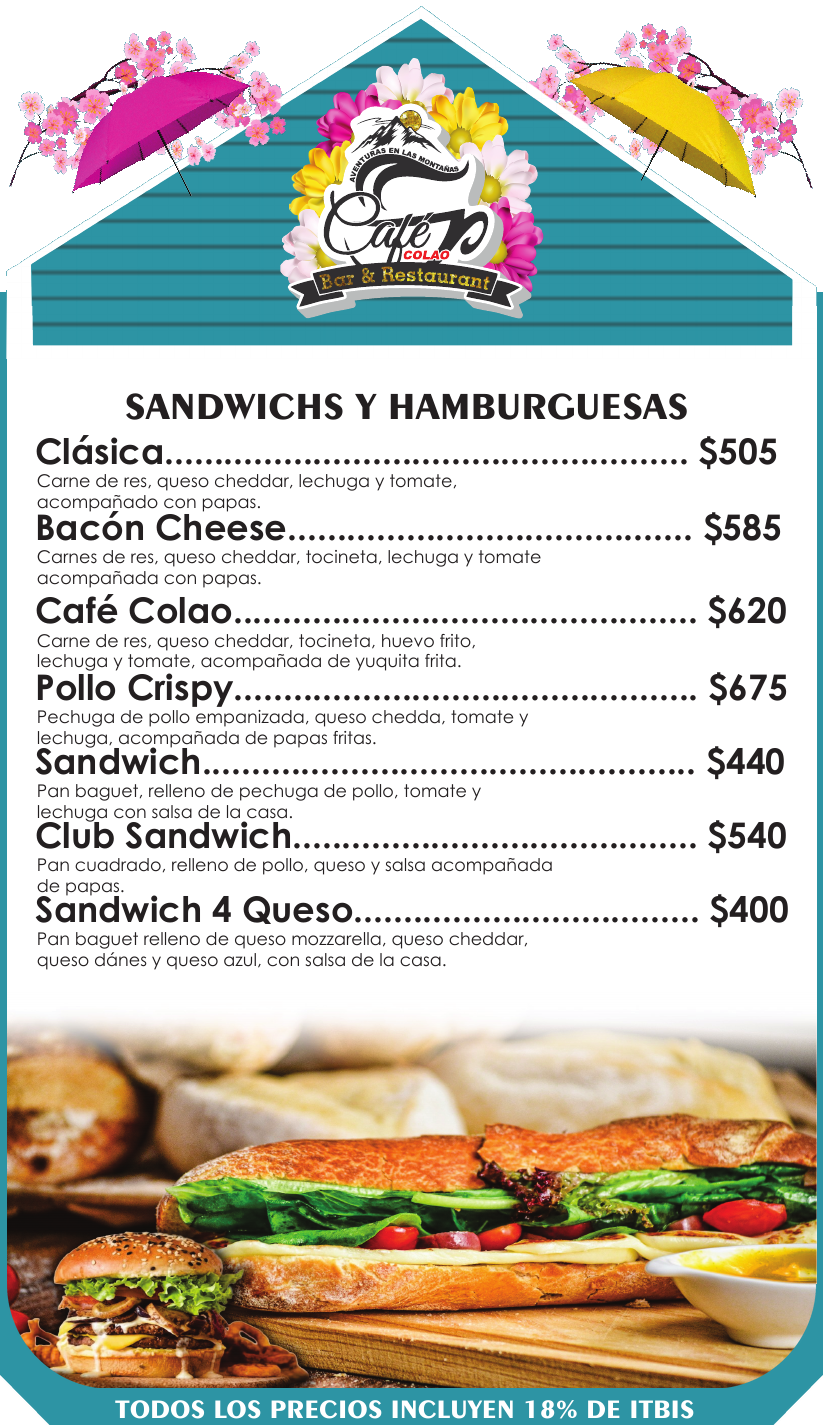 AVENTURAS EN LAS MONTAÑAS
Café
COLAO
Bar & Restaurant
SANDWICHS Y HAMBURGUESAS
Clásica..................................................... $505
Carne de res, queso cheddar, lechuga y tomate,
acompañado con papas.
Bacón Cheese......................................... $585
Carnes de res, queso cheddar, tocineta, lechuga y tomate
acompañada con papas.
Café Colao............................................... $620
Carne de res, queso cheddar, tocineta, huevo frito,
lechuga y tomate, acompañada de yuquita frita.
Pollo Crispy............................................... $675
Pechuga de pollo empanizada, queso chedda, tomate y
lechuga, acompañada de papas fritas.
Sandwich.................................................. $440
Pan baguet, relleno de pechuga de pollo, tomate y
lechuga con salsa de la casa.
Club Sandwich......................................... $540
Pan cuadrado, relleno de pollo, queso y salsa acompañada
de papas.
Sandwich 4 Queso................................... $400
Pan baguet relleno de queso mozzarella, queso cheddar,
queso dánes y queso azul, con salsa de la casa.
TODOS LOS PRECIOS INCLUYEN 18% DE ITBIS